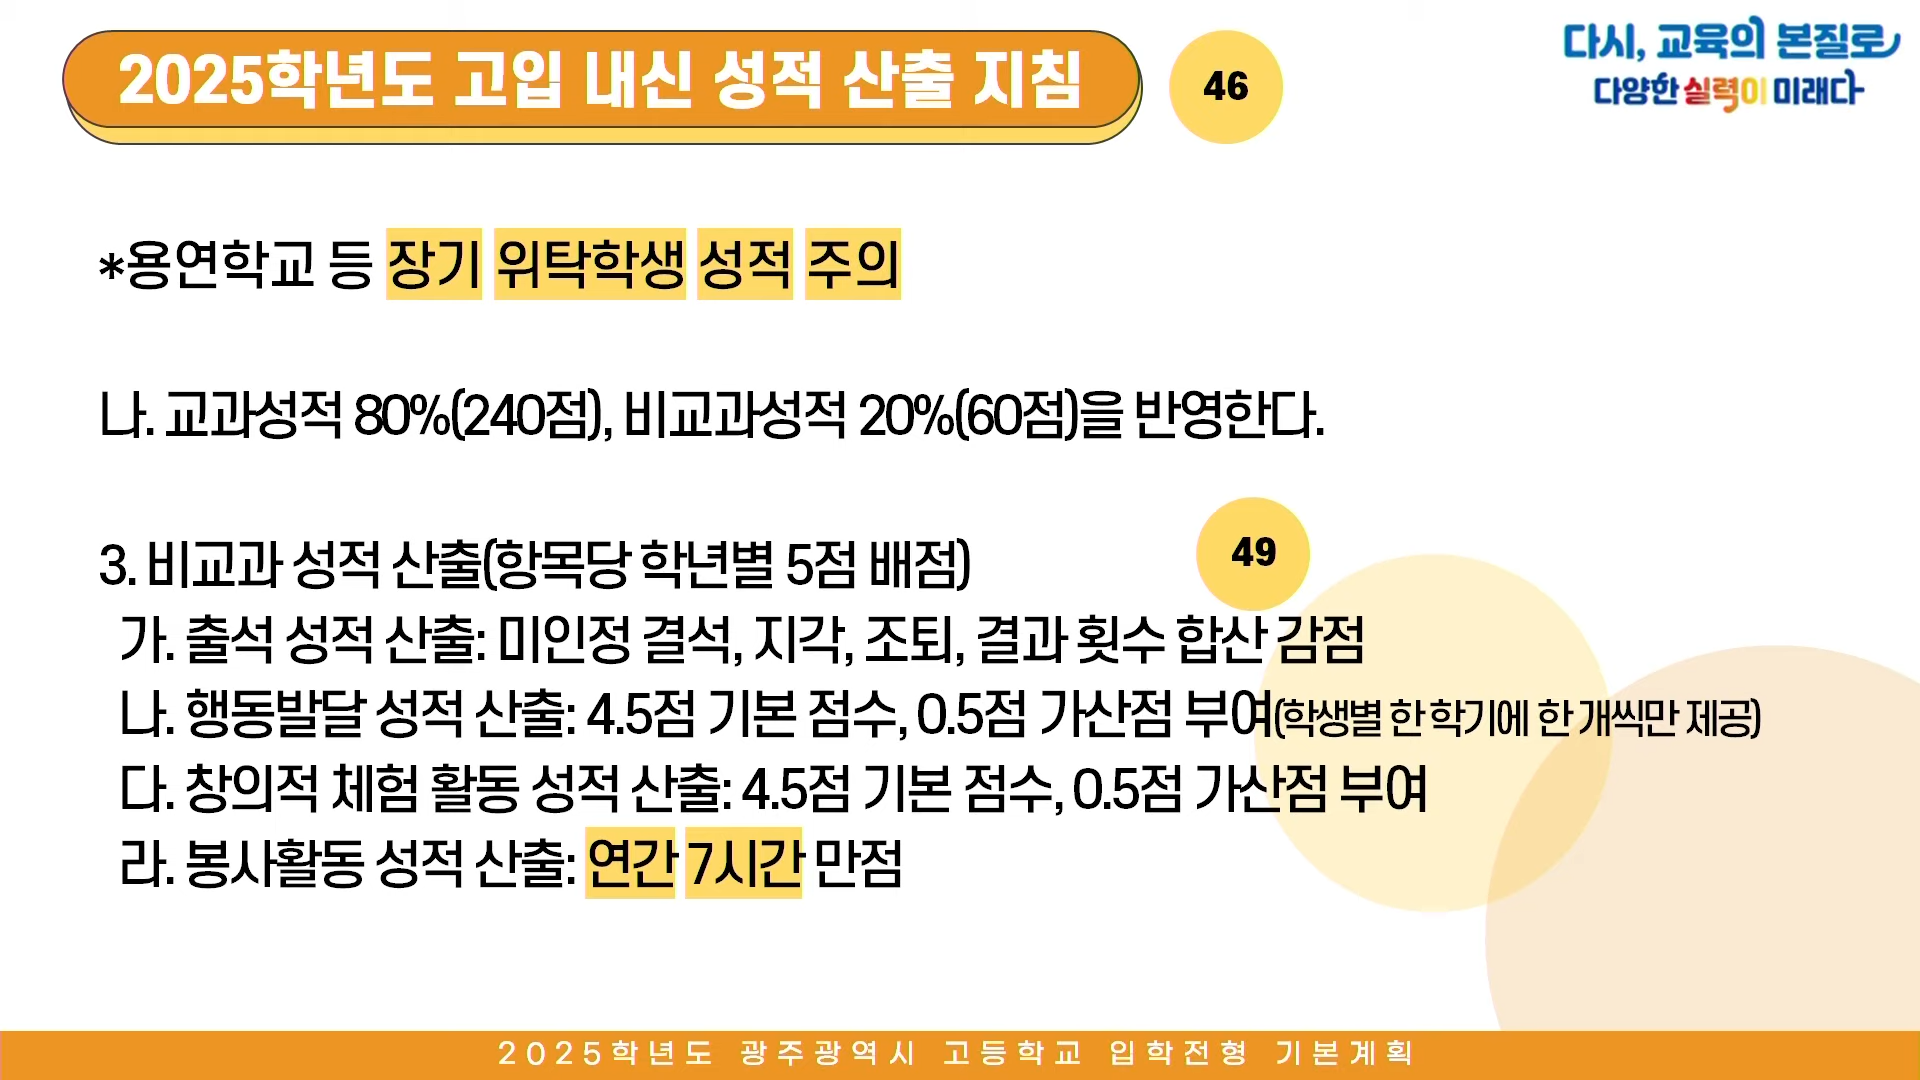 2025학년도 고입 내신 성적 산출 지침
46
다시, 교육의 본질로
다양한 실력이 미래다
*용연학교 등 장기 위탁학생 성적 주의
나. 교과성적 80%(240점), 비교과성적 20%(60점)을 반영한다.
3. 비교과 성적 산출(항목당 학년별 5점 배점)
49
가. 출석 성적 산출: 미인정 결석, 지각, 조퇴, 결과 횟수 합산 감점
나. 행동발달 성적 산출: 4.5점 기본 점수, 0.5점 가산점 부여(학생별 한 학기에 한 개씩만 제공)
다. 창의적 체험 활동 성적 산출: 4.5점 기본 점수, 0.5점 가산점 부여
라. 봉사활동 성적 산출: 연간 7시간 만점
2025학년도 광주광역시 고등학교 입학전형 기본계획